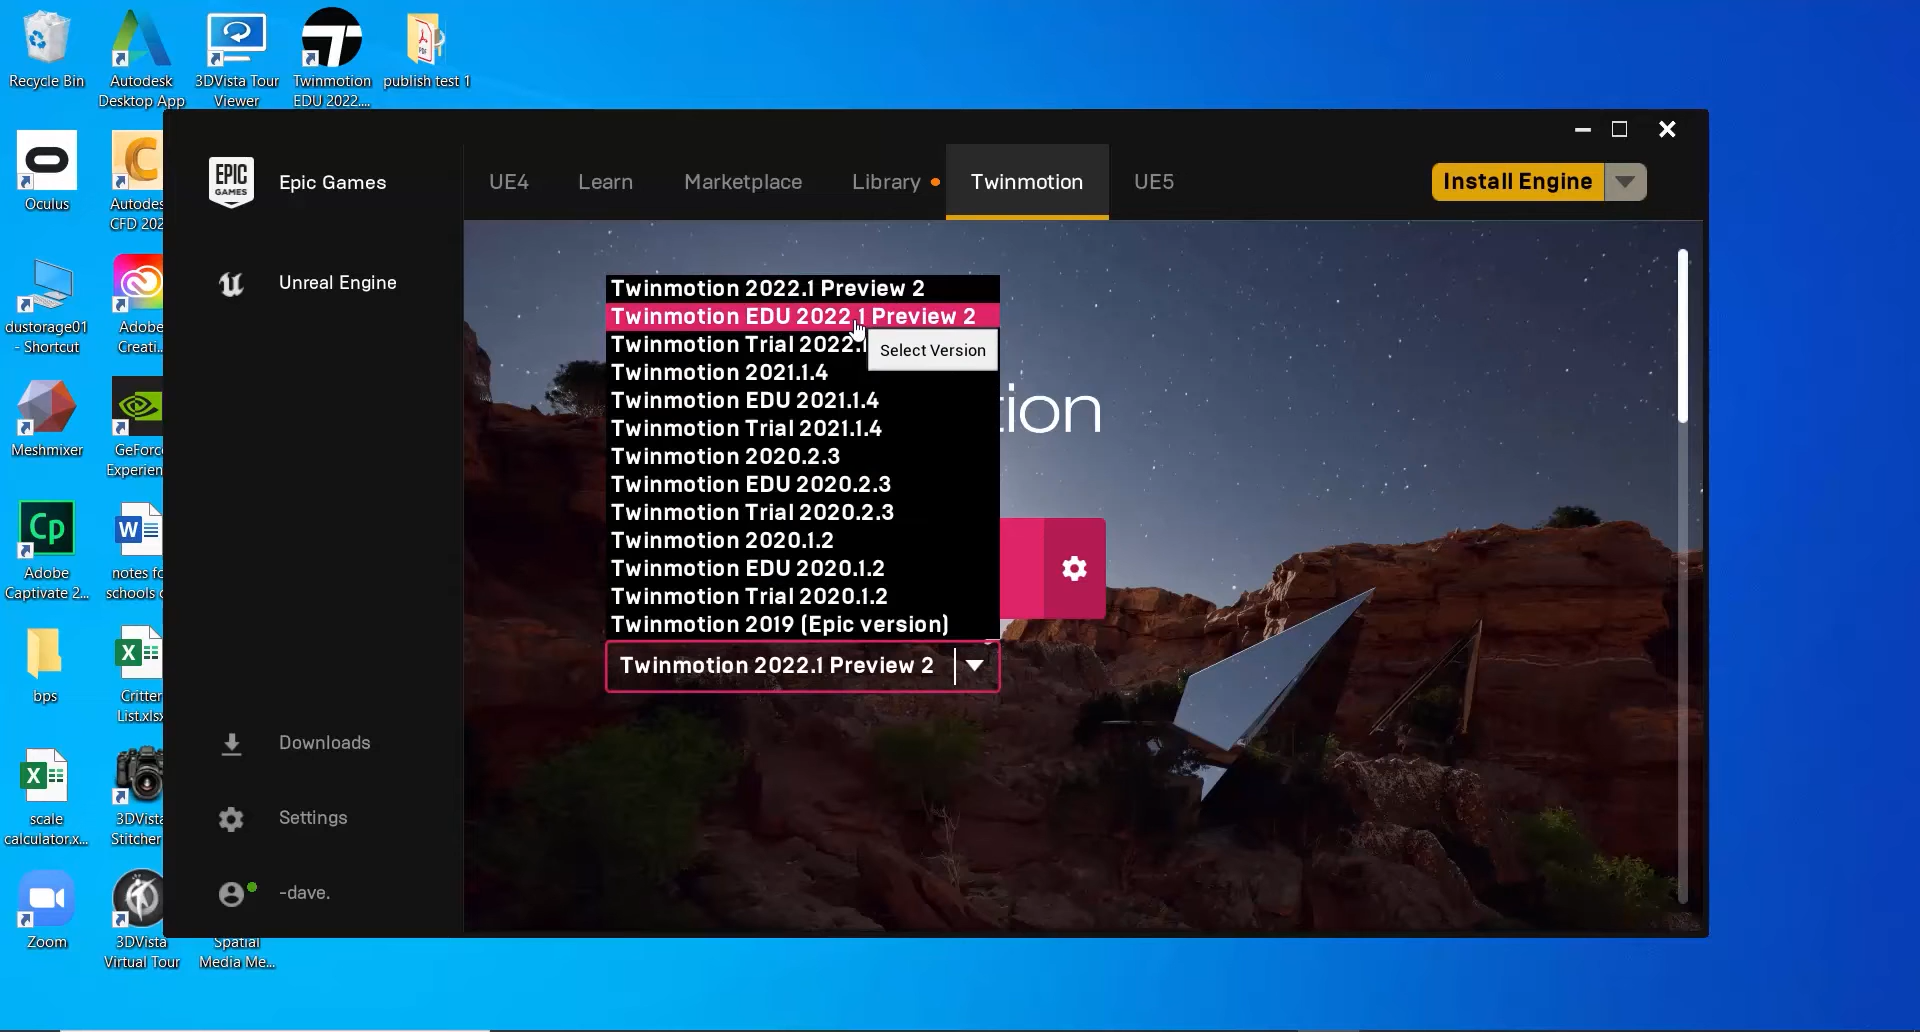 Recycle Bin
Autodesk
Desktop App
3DVista Tour
Viewer
Twinmotion
EDU 2022....
publish test 1
Oculus
CFD 202
dustorage01
- Shortcut
Adobe
Creati...
Meshmixer
Adobe
Captivate 2...
notes fo
schools
bps
Critter
List.xlsx
scale
calculator.x...
3DVista
Stitcher
Zoom
3DVista
Virtual Tour
Spatial
Media Me...
EPIC
GAMES
Epic Games
Unreal Engine
Downloads
Settings
-dave.
UE4
Learn
Marketplace
Library
Twinmotion
UE5
Install Engine
Twinmotion 2022.1 Preview 2
Twinmotion EDU 2022.1 Preview 2
Twinmotion Trial 2022.1
Select Version
Twinmotion 2021.1.4
Twinmotion EDU 2021.1.4
Twinmotion Trial 2021.1.4
Twinmotion 2020.2.3
Twinmotion EDU 2020.2.3
Twinmotion Trial 2020.2.3
Twinmotion 2020.1.2
Twinmotion EDU 2020.1.2
Twinmotion Trial 2020.1.2
Twinmotion 2019 (Epic version)
Twinmotion 2022.1 Preview 2
tion